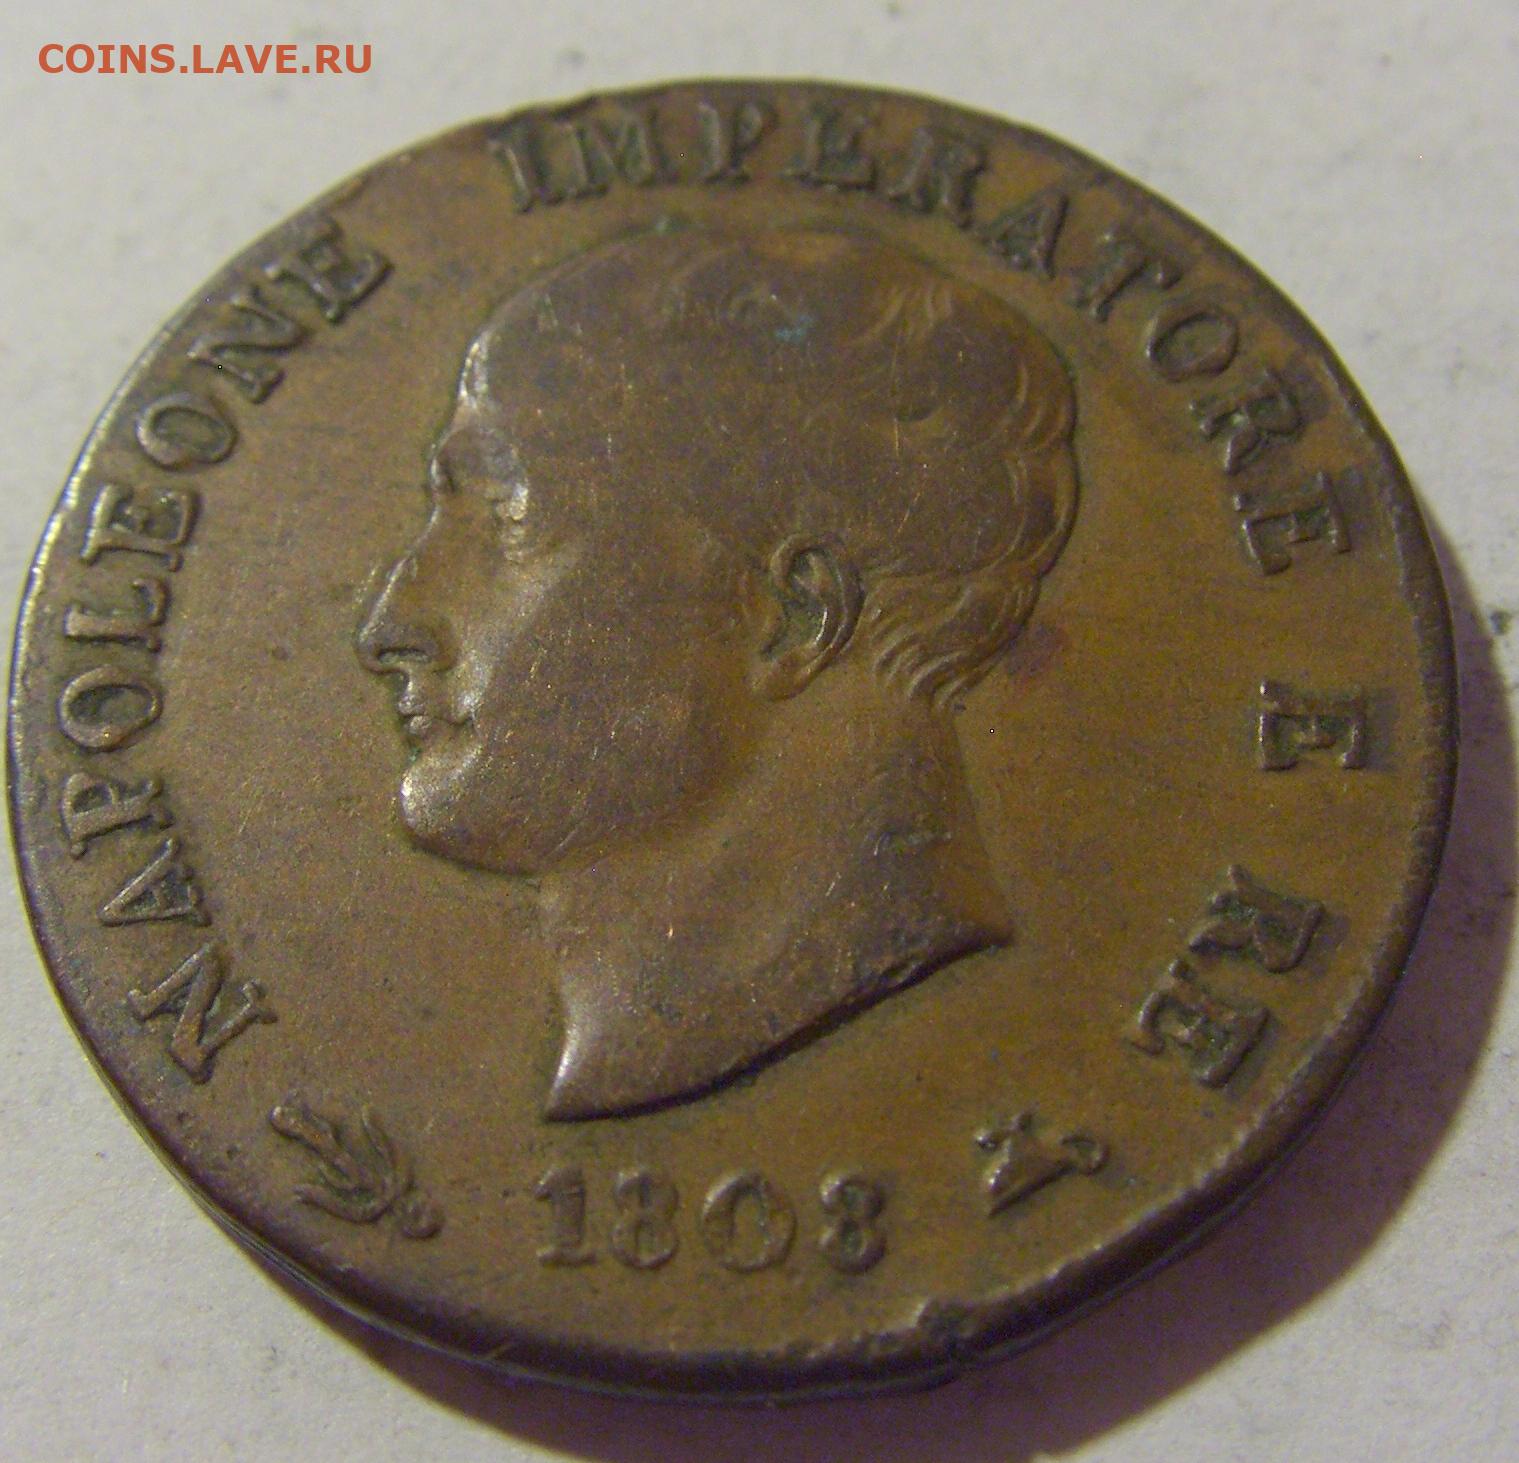 COINS.LAVE.RU
NAPOLEONE IMPERATORE E RE
1808